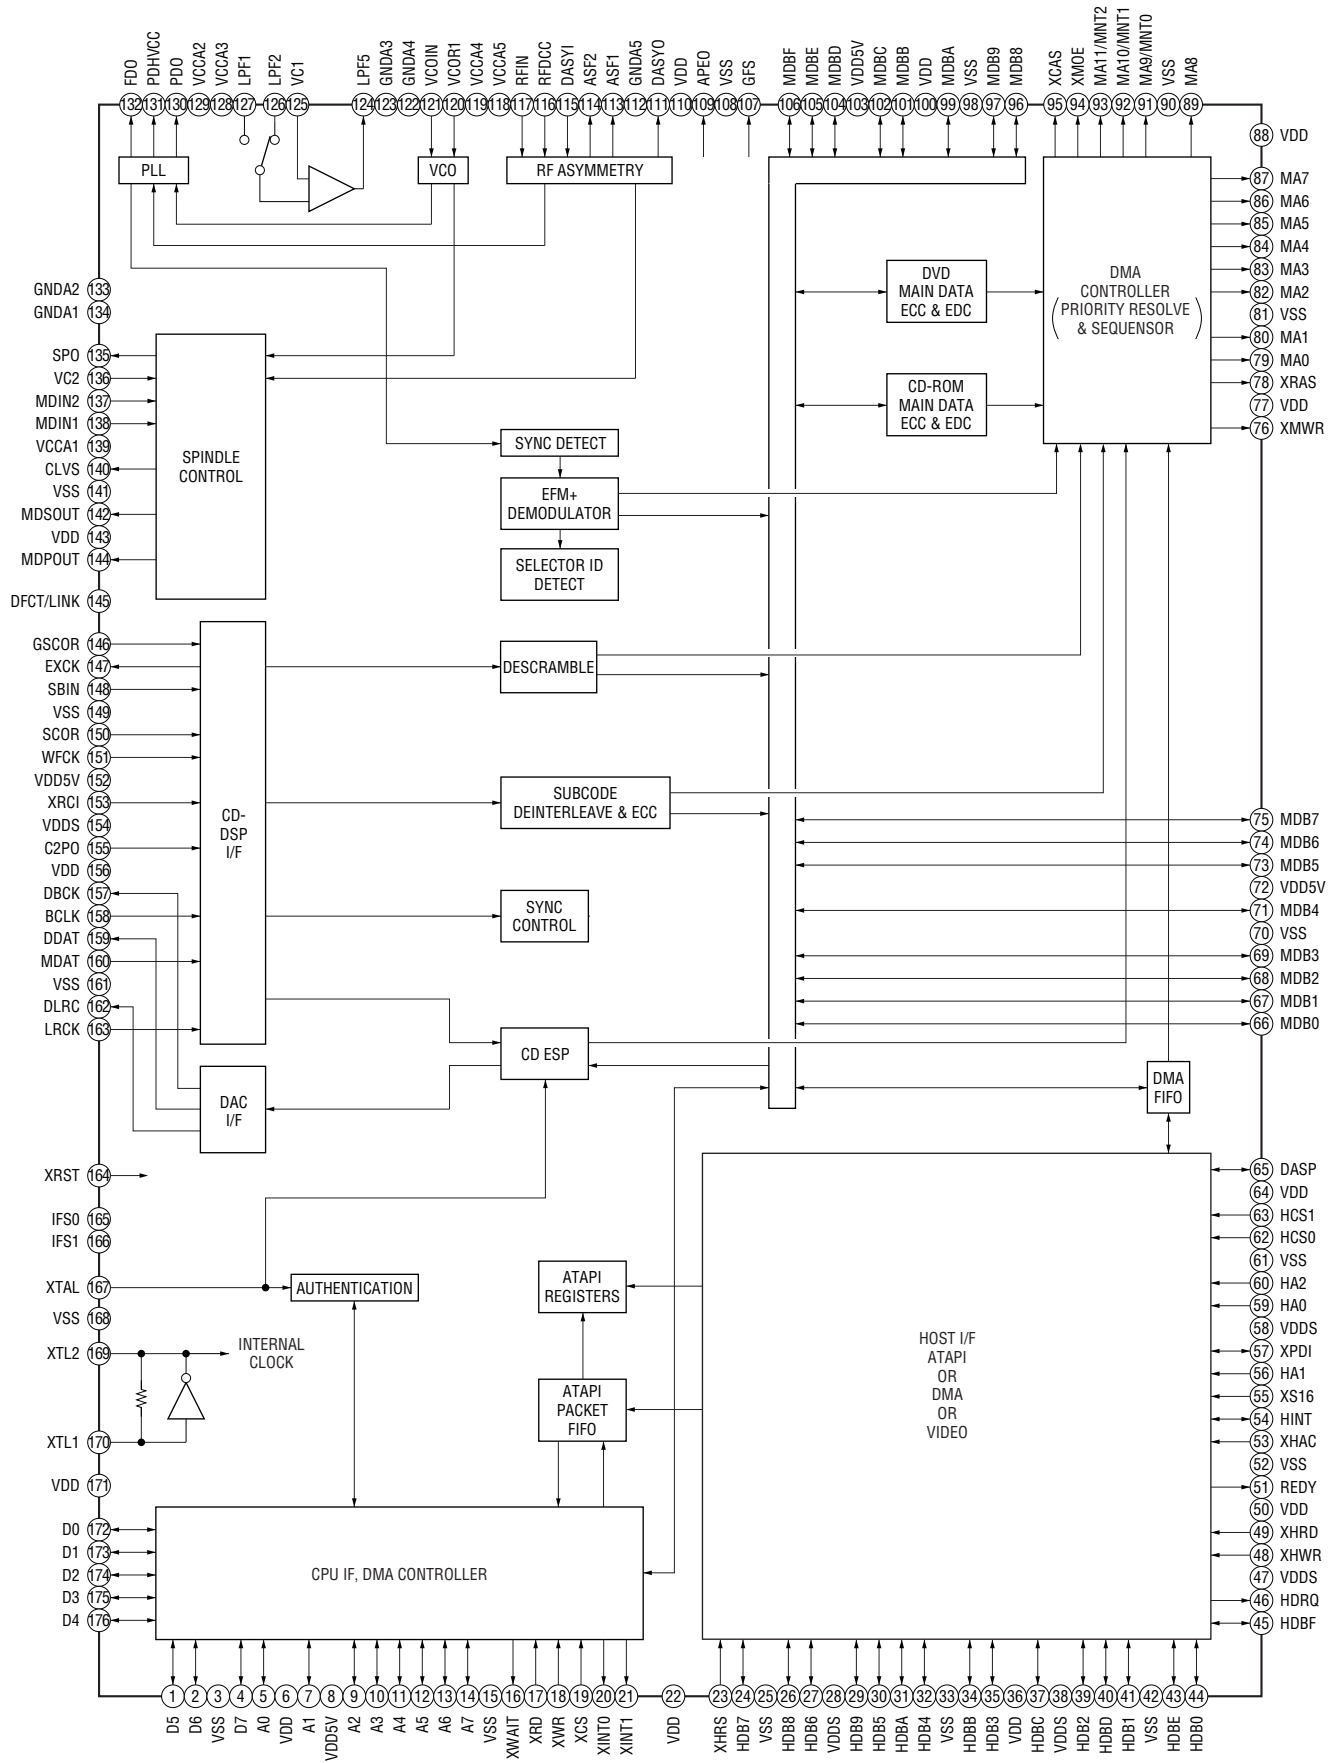 FDO
PDHVCC
PDO
VCCA2
VCCA3
LPF1
LPF2
VC1
LPF5
GNDA3
GNDA4
VCOIN
VCOR1
VCCA4
VCCA5
RFIN
RFDCC
DASYI
ASF2
ASF1
GNDA5
DASYO
VDD
APEO
VSS
GFS
MDBF
MDBE
MDBD
VDD5V
MDBC
MDBB
VDD
MDBA
VSS
MDB9
MDB8
XCAS
XMOE
MA11/MNT2
MA10/MNT1
MA9/MNT0
VSS
MA8
132 131 130 129 128 127 126 125 124 123 122 121 120 119 118 117 116 115 114 113 112 111 110 109 108 107 106 105 104 103 102 101 100 99 98 97 96 95 94 93 92 91 90 89
88 VDD
87 MA7
86 MA6
85 MA5
84 MA4
83 MA3
82 MA2
81 VSS
80 MA1
79 MA0
78 XRAS
77 VDD
76 XMWR
PLL
VCO
RF ASYMMETRY
DVD
MAIN DATA
ECC & EDC
DMA
CONTROLLER
(PRIORITY RESOLVE
& SEQUENSOR)
CD-ROM
MAIN DATA
ECC & EDC
GNDA2 133
GNDA1 134
SPO 135
VC2 136
MDIN2 137
MDIN1 138
VCCA1 139
CLVS 140
VSS 141
MDSOUT 142
VDD 143
MDPOUT 144
DFCT/LINK 145
SPINDLE
CONTROL
SYNC DETECT
EFM+
DEMODULATOR
SELECTOR ID
DETECT
GSCOR 146
EXCK 147
SBIN 148
VSS 149
SCOR 150
WFCK 151
VDD5V 152
XRCI 153
VDDS 154
C2PO 155
VDD 156
DBCK 157
BCLK 158
DDAT 159
MDAT 160
VSS 161
DLRC 162
LRCK 163
CD-
DSP
I/F
DESCRAMBLE
SUBCODE
DEINTERLEAVE & ECC
SYNC
CONTROL
CD ESP
DAC
I/F
75 MDB7
74 MDB6
73 MDB5
72 VDD5V
71 MDB4
70 VSS
69 MDB3
68 MDB2
67 MDB1
66 MDB0
DMA
FIFO
XRST 164
IFS0 165
IFS1 166
XTAL 167
VSS 168
XTL2 169
XTL1 170
VDD 171
D0 172
D1 173
D2 174
D3 175
D4 176
AUTHENTICATION
INTERNAL
CLOCK
ATAPI
REGISTERS
ATAPI
PACKET
FIFO
CPU IF, DMA CONTROLLER
HOST I/F
ATAPI
OR
DMA
OR
VIDEO
65 DASP
64 VDD
63 HCS1
62 HCS0
61 VSS
60 HA2
59 HA0
58 VDDS
57 XPDI
56 HA1
55 XS16
54 HINT
53 XHAC
52 VSS
51 REDY
50 VDD
49 XHRD
48 XHWR
47 VDDS
46 HDRQ
45 HDBF
1 2 3 4 5 6 7 8 9 10 11 12 13 14 15 16 17 18 19 20 21 22 23 24 25 26 27 28 29 30 31 32 33 34 35 36 37 38 39 40 41 42 43 44
D5
D6
VSS
D7
A0
VDD
A1
VDD5V
A2
A3
A4
A5
A6
A7
VSS
XWAIT
XRD
XWR
XCS
XINT0
XINT1
VDD
XHRS
HDB7
VSS
HDB8
HDB6
VDDS
HDB9
HDB5
HDBA
HDB4
VSS
HDBB
HDB3
VDD
HDBC
VDDS
HDB2
HDBD
HDB1
VSS
HDBE
HDB0